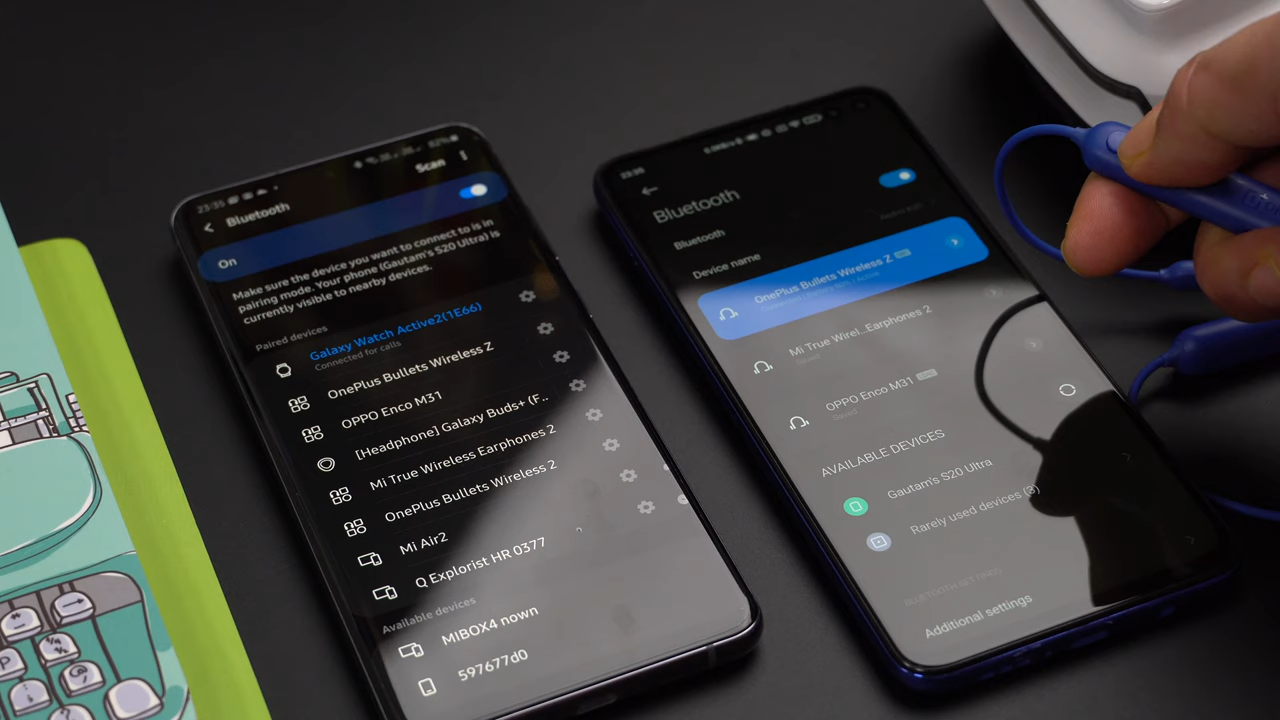 23:35
82%
Scan
Bluetooth
On
Make sure the device you want to connect to is in
pairing mode. Your phone (Gautam's S20 Ultra) is
currently visible to nearby devices.
Paired devices
Galaxy Watch Active2(1E66)
Connected for calls
OnePlus Bullets Wireless Z
OPPO Enco M31
[Headphone] Galaxy Buds+ (F..
Mi True Wireless Earphones 2
OnePlus Bullets Wireless 2
Mi Air2
Q Explorist HR 0377
Available devices
MIBOX4 nown
597677d0
Bluetooth
Bluetooth
Device name
OnePlus Bullets Wireless Z
Mi True Wirel...Earphones 2
Saved
OPPO Enco M31
Saved
AVAILABLE DEVICES
Gautam's S20 Ultra
Rarely used devices (3)
Additional settings
P